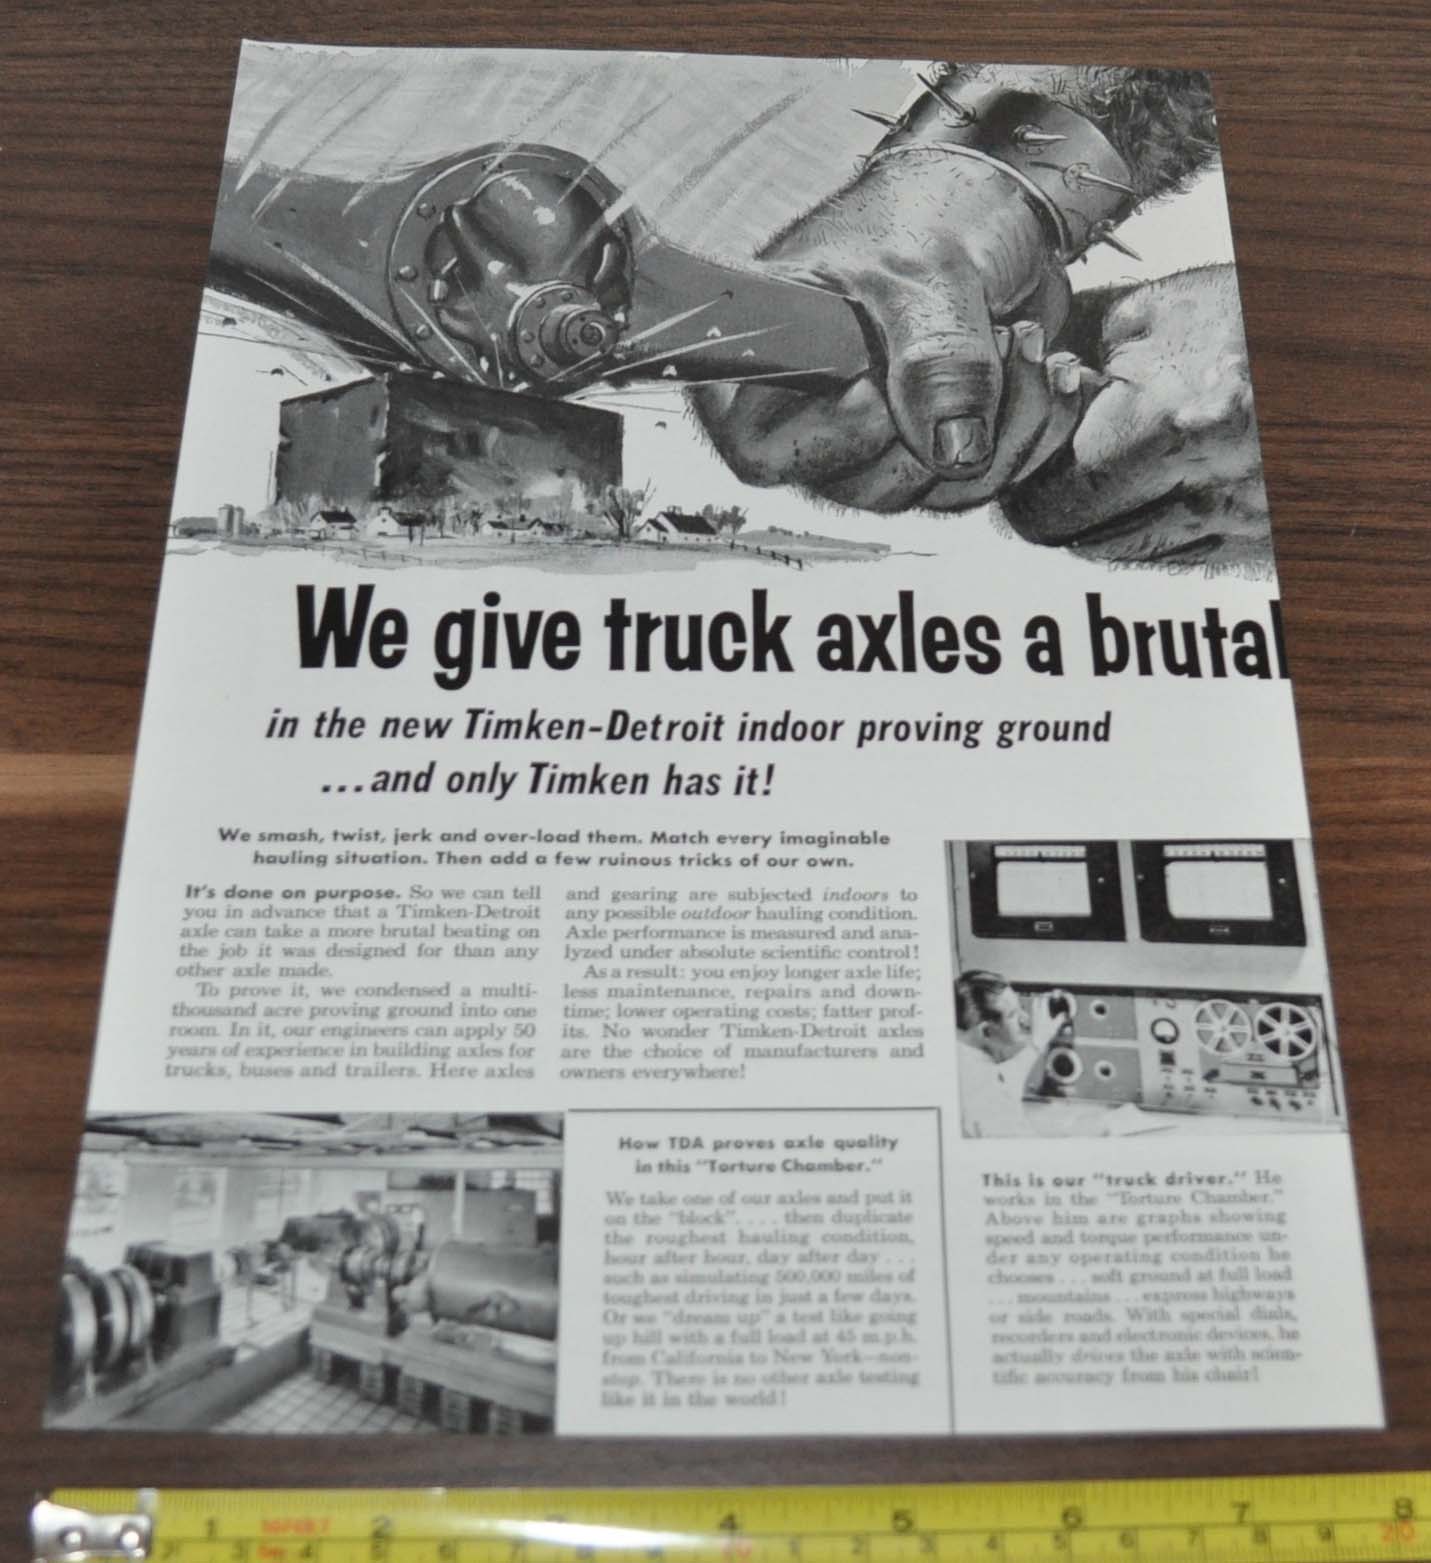 We give truck axles a brutal
in the new Timken-Detroit indoor proving ground
...and only Timken has it!
We smash, twist, jerk and over-load them. Match every imaginable
hauling situation. Then add a few ruinous tricks of our own.
It's done on purpose. So we can tell
you in advance that a Timken-Detroit
axle can take a more brutal beating on
the job it was designed for than any
other axle made.
To prove it, we condensed a multi-
thousand acre proving ground into one
room. In it, our engineers can apply 50
years of experience in building axles for
trucks, buses and trailers. Here axles
and gearing are subjected indoors to
any possible outdoor hauling condition.
Axle performance is measured and ana-
lyzed under absolute scientific control!
As a result: you enjoy longer axle life;
less maintenance, repairs and down-
time; lower operating costs; fatter prof-
its. No wonder Timken-Detroit axles
are the choice of manufacturers and
owners everywhere!
How TDA proves axle quality
in this "Torture Chamber."
We take one of our axles and put it
on the "block". . . . then duplicate
the roughest hauling condition,
hour after hour, day after day . . .
such as simulating 500,000 miles of
toughest driving in just a few days.
Or we "dream up" a test like going
up hill with a full load at 45 m.p.h.
from California to New York—non-
stop. There is no other axle testing
like it in the world!
This is our "truck driver." He
works in the "Torture Chamber."
Above him are graphs showing
speed and torque performance un-
der any operating condition he
chooses . . . soft ground at full load
. . . mountains . . . express highways
or side roads. With special dials,
recorders and electronic devices, he
actually drives the axle with scien-
tific accuracy from his chair!
1 2 4 5 6 7 8